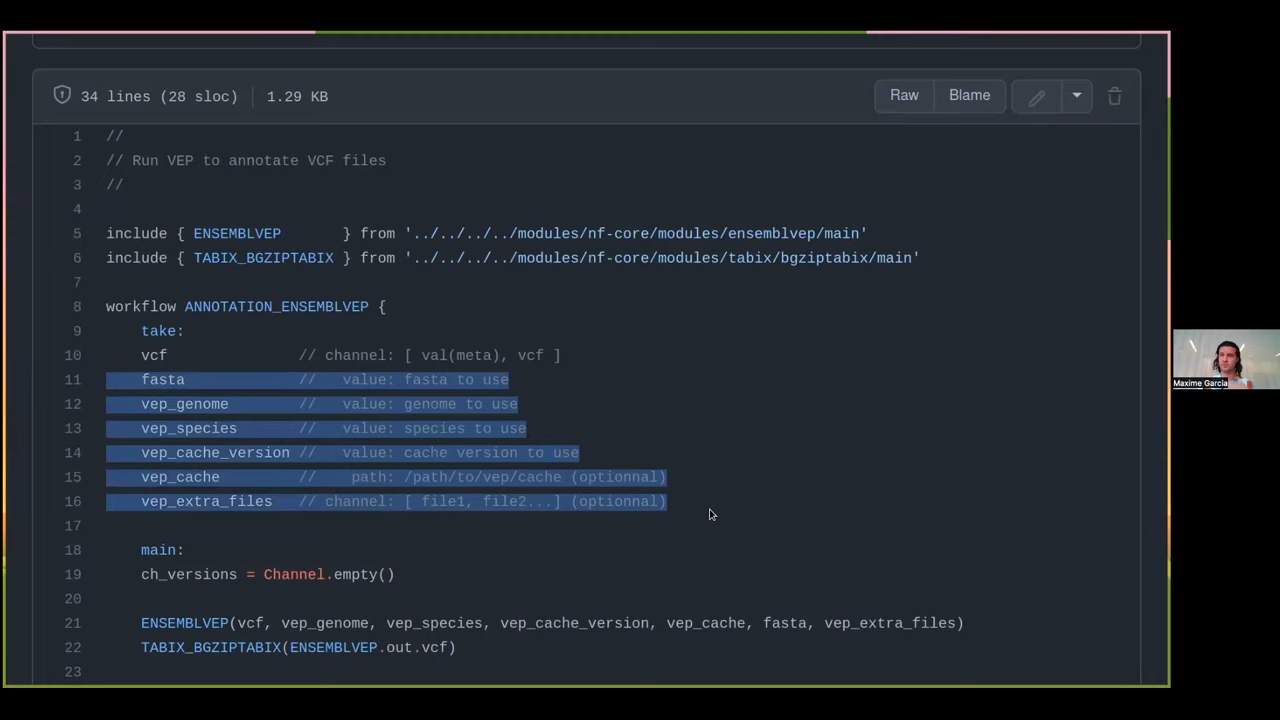 34 lines (28 sloc) 1.29 KB Raw Blame
1 //
2 // Run VEP to annotate VCF files
3 //
4
5 include { ENSEMBLVEP } from '../../../../modules/nf-core/modules/ensemblvep/main'
6 include { TABIX_BGZIPTABIX } from '../../../../modules/nf-core/modules/tabix/bgziptabix/main'
7
8 workflow ANNOTATION_ENSEMBLVEP {
9 take:
10 vcf // channel: [ val(meta), vcf ]
11 fasta // value: fasta to use
12 vep_genome // value: genome to use
13 vep_species // value: species to use
14 vep_cache_version // value: cache version to use
15 vep_cache // path: /path/to/vep/cache (optionnal)
16 vep_extra_files // channel: [ file1, file2...] (optionnal)
17
18 main:
19 ch_versions = Channel.empty()
20
21 ENSEMBLVEP(vcf, vep_genome, vep_species, vep_cache_version, vep_cache, fasta, vep_extra_files)
22 TABIX_BGZIPTABIX(ENSEMBLVEP.out.vcf)
23
Maxime Garcia